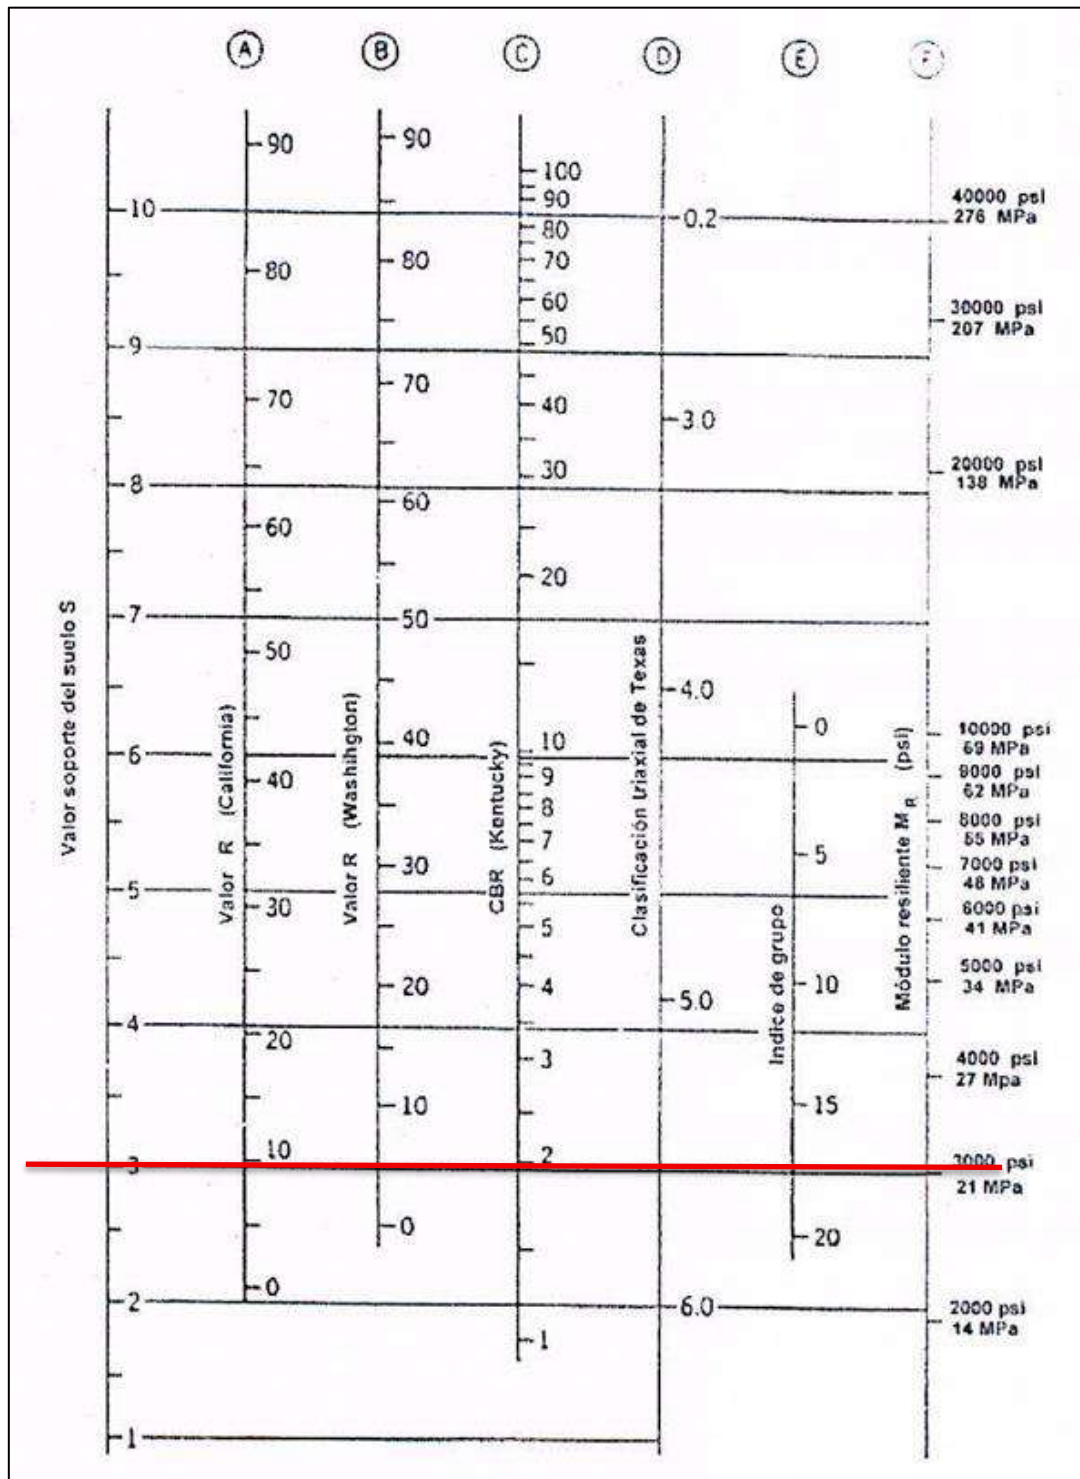 A B C D E F
Valor soporte del suelo S
10
9
8
7
6
5
4
3
2
1
Valor R (California)
90
80
70
60
50
40
30
20
10
0
Valor R (Washihgton)
90
80
70
60
50
40
30
20
10
0
CBR (Kentucky)
100
90
80
70
60
50
40
30
20
10
9
8
7
6
5
4
3
2
1
Clasificación triaxial de Texas
0.2
3.0
4.0
5.0
6.0
Indice de grupo
0
5
10
15
20
Módulo resiliente M_R (psi)
40000 psi
276 MPa
30000 psi
207 MPa
20000 psi
138 MPa
10000 psi
69 MPa
9000 psi
62 MPa
8000 psi
55 MPa
7000 psi
48 MPa
6000 psi
41 MPa
5000 psi
34 MPa
4000 psi
27 Mpa
3000 psi
21 MPa
2000 psi
14 MPa